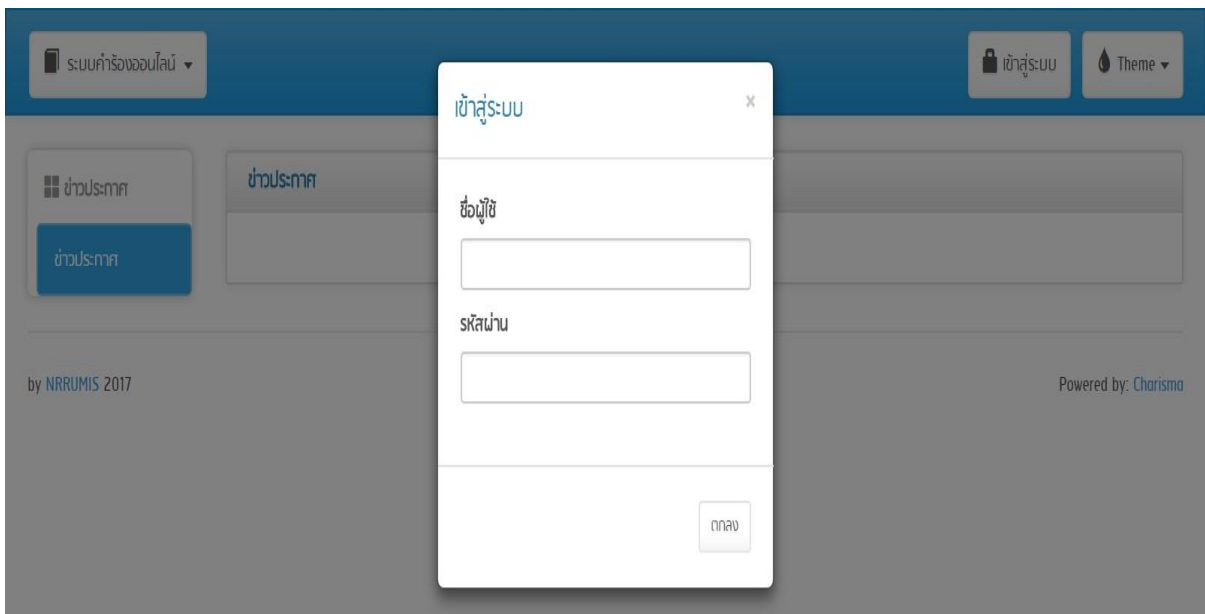 ระบบคำร้องออนไลน์
เข้าสู่ระบบ
Theme
เข้าสู่ระบบ
×
ข่าวประกาศ
ข่าวประกาศ
ข่าวประกาศ
ชื่อผู้ใช้
รหัสผ่าน
by NRRUMIS 2017
Powered by: Charisma
ตกลง